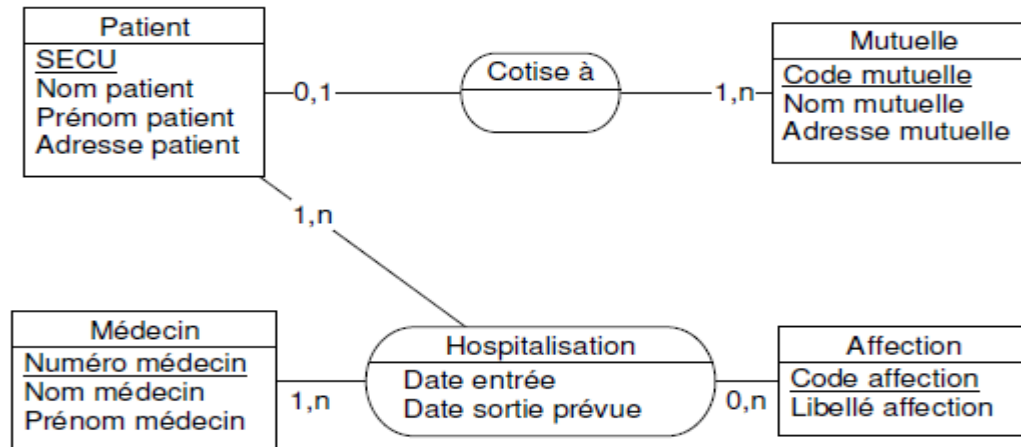 Patient
SECU
Nom patient
Prénom patient
Adresse patient
0,1
Cotise à
1,n
Mutuelle
Code mutuelle
Nom mutuelle
Adresse mutuelle
1,n
Médecin
Numéro médecin
Nom médecin
Prénom médecin
1,n
Hospitalisation
Date entrée
Date sortie prévue
0,n
Affection
Code affection
Libellé affection